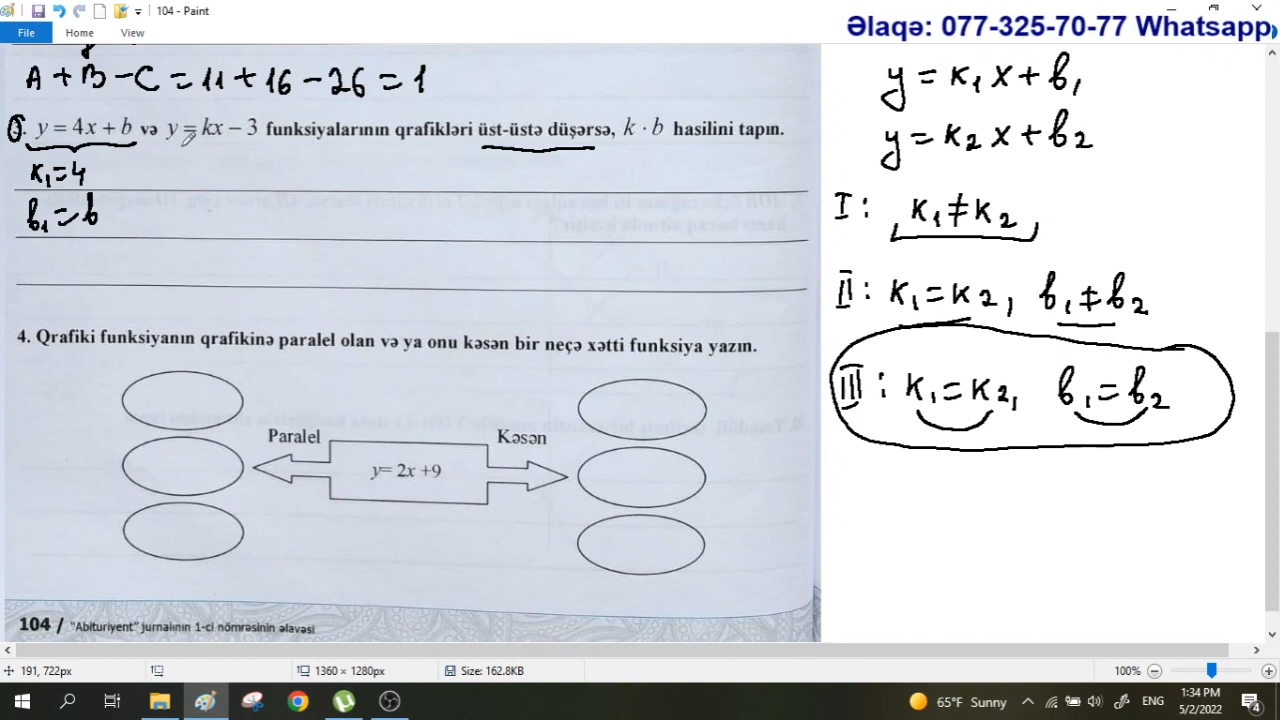 104 - Paint
Əlaqə: 077-325-70-77 Whatsapp
File Home View
A + B - C = 11 + 16 - 26 = 1
y = 4x + b və y = kx - 3 funksiyalarının qrafikləri üst-üstə düşərsə, k · b hasilini tapın.
K₁ = 4
b₁ = b
4. Qrafiki funksiyanın qrafikinə paralel olan və ya onu kəsən bir neçə xətti funksiya yazın.
Paralel
Kəsən
y= 2x +9
104 / "Abituriyent" jurnalının 1-ci nömrəsinin əlavəsi
y = K₁ x + b₁
y = K₂ x + b₂
I : K₁ ≠ K₂
II : K₁ = K₂, b₁ ≠ b₂
III : K₁ = K₂, b₁ = b₂
191, 722px
1360 × 1280px
Size: 162.8KB
100%
65°F Sunny
ENG
1:34 PM
5/2/2022
4